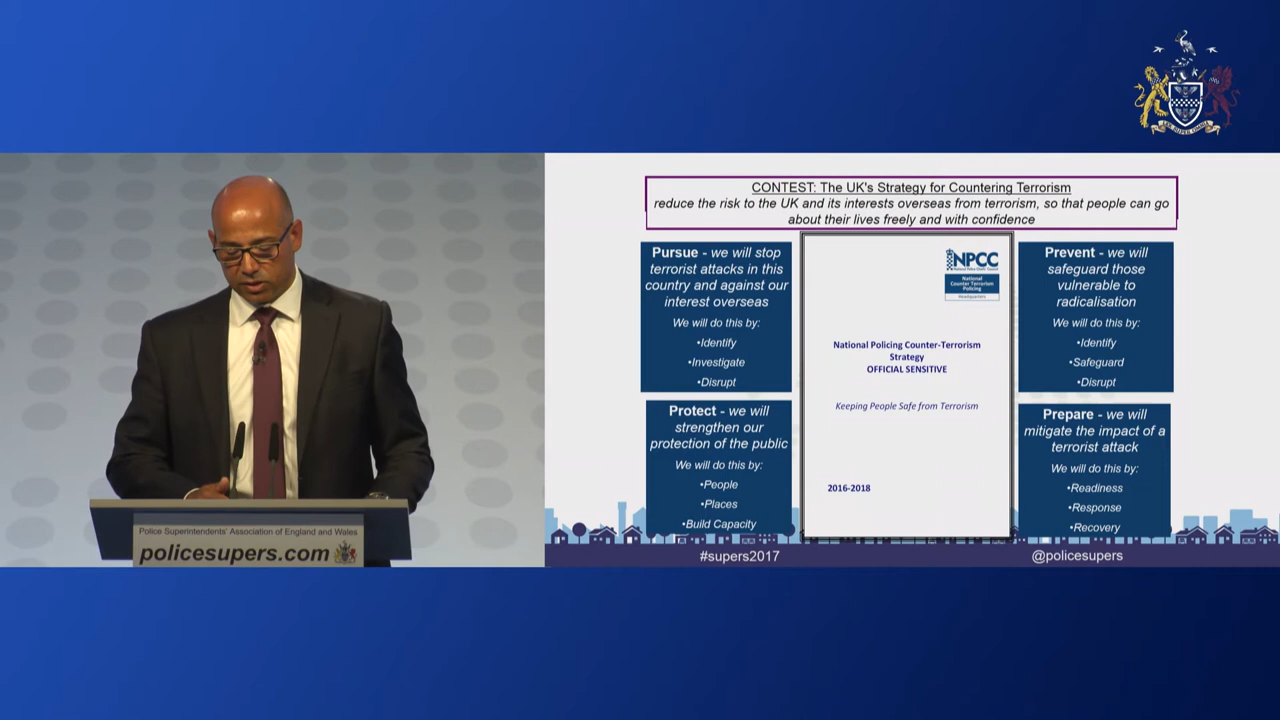 CONTEST: The UK's Strategy for Countering Terrorism
reduce the risk to the UK and its interests overseas from terrorism, so that people can go
about their lives freely and with confidence
Pursue - we will stop
terrorist attacks in this
country and against our
interest overseas
We will do this by:
•Identify
•Investigate
•Disrupt
Protect - we will
strengthen our
protection of the public
We will do this by:
•People
•Places
•Build Capacity
NPCC
National Police Chiefs' Council
National
Counter Terrorism
Policing
Headquarters
National Policing Counter-Terrorism
Strategy
OFFICIAL SENSITIVE
Keeping People Safe from Terrorism
2016-2018
Prevent - we will
safeguard those
vulnerable to
radicalisation
We will do this by:
•Identify
•Safeguard
•Disrupt
Prepare - we will
mitigate the impact of a
terrorist attack
We will do this by:
•Readiness
•Response
•Recovery
#supers2017
@policesupers
Police Superintendents' Association of England and Wales
policesupers.com